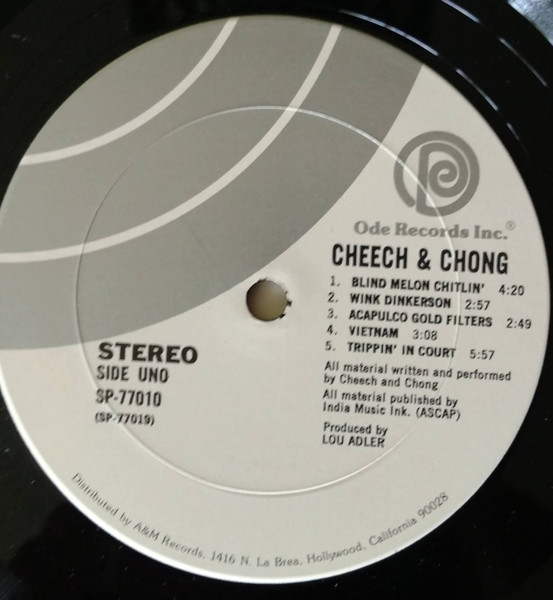 Ode Records Inc.®
CHEECH & CHONG
1. BLIND MELON CHITLIN' 4:20
2. WINK DINKERSON 2:57
3. ACAPULCO GOLD FILTERS 2:49
4. VIETNAM 3:08
5. TRIPPIN' IN COURT 5:57
All material written and performed
by Cheech and Chong
All material published by
India Music Ink. (ASCAP)
Produced by
LOU ADLER
STEREO
SIDE UNO
SP-77010
(SP-77019)
Distributed by A&M Records, 1416 N. La Brea, Hollywood, California 90028